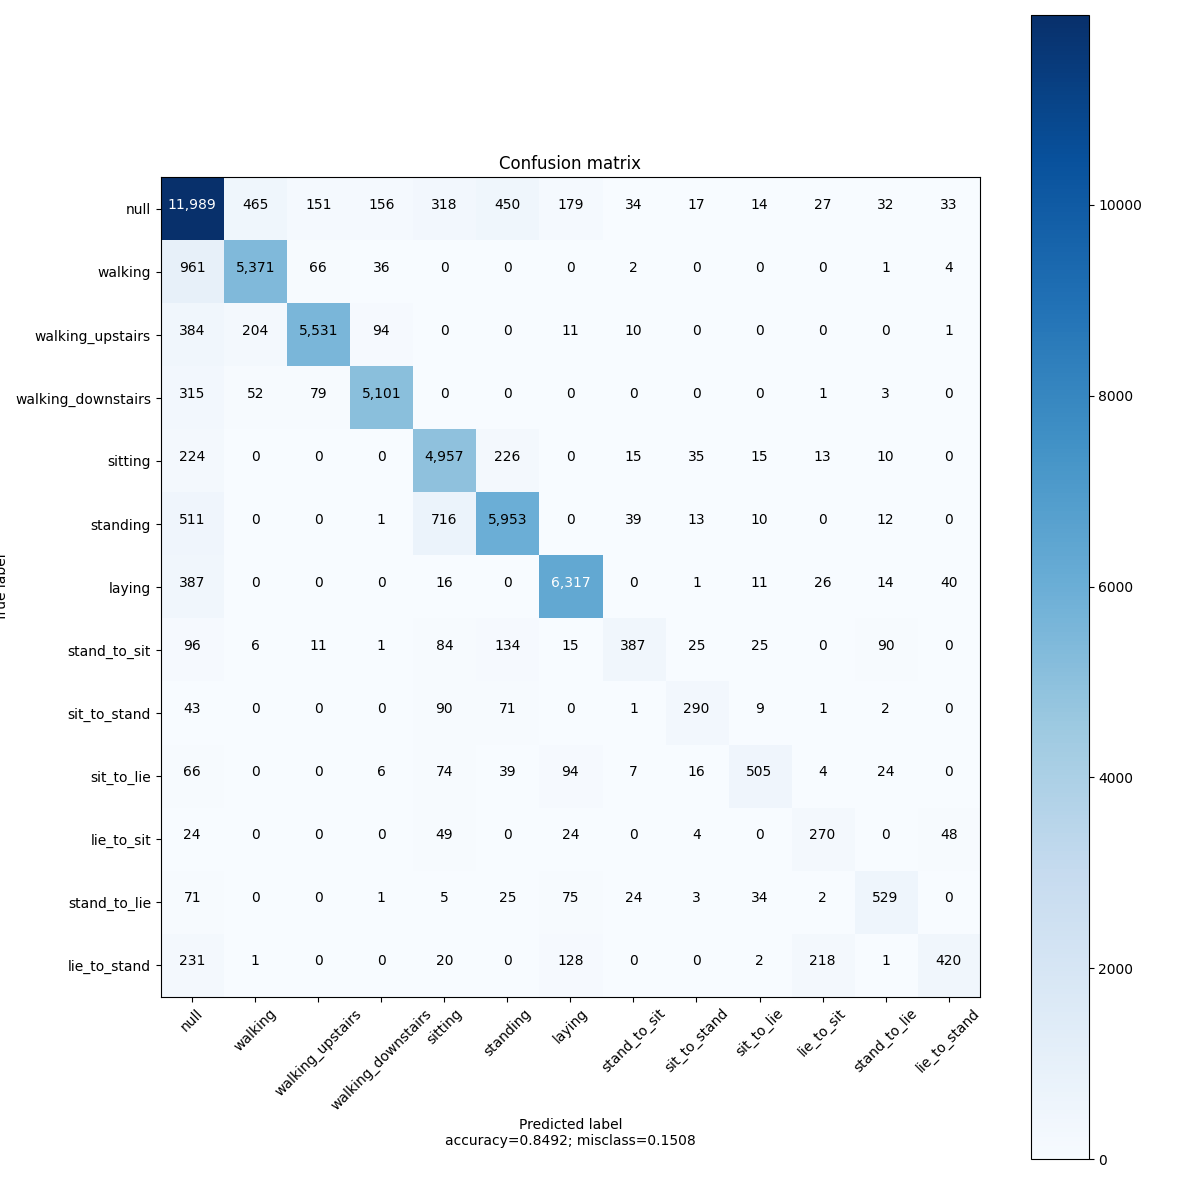 Confusion matrix
null 11,989 465 151 156 318 450 179 34 17 14 27 32 33
walking 961 5,371 66 36 0 0 0 2 0 0 0 1 4
walking_upstairs 384 204 5,531 94 0 0 11 10 0 0 0 0 1
walking_downstairs 315 52 79 5,101 0 0 0 0 0 0 1 3 0
sitting 224 0 0 0 4,957 226 0 15 35 15 13 10 0
standing 511 0 0 1 716 5,953 0 39 13 10 0 12 0
laying 387 0 0 0 16 0 6,317 0 1 11 26 14 40
stand_to_sit 96 6 11 1 84 134 15 387 25 25 0 90 0
sit_to_stand 43 0 0 0 90 71 0 1 290 9 1 2 0
sit_to_lie 66 0 0 6 74 39 94 7 16 505 4 24 0
lie_to_sit 24 0 0 0 49 0 24 0 4 0 270 0 48
stand_to_lie 71 0 0 1 5 25 75 24 3 34 2 529 0
lie_to_stand 231 1 0 0 20 0 128 0 0 2 218 1 420
null walking walking_upstairs walking_downstairs sitting standing laying stand_to_sit sit_to_stand sit_to_lie lie_to_sit stand_to_lie lie_to_stand
Predicted label
accuracy=0.8492; misclass=0.1508
label
10000
8000
6000
4000
2000
0